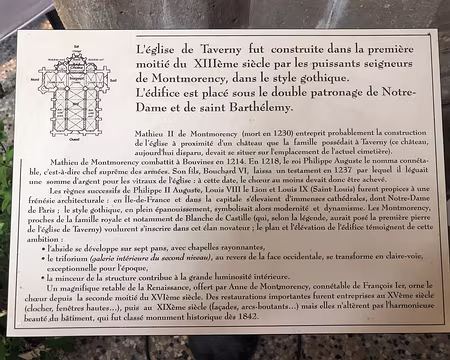 Est
Nord
Sud
Ouest
L'église de Taverny fut construite dans la première
moitié du XIIIème siècle par les puissants seigneurs
de Montmorency, dans le style gothique.
L'édifice est placé sous le double patronage de Notre-
Dame et de saint Barthélemy.
Mathieu II de Montmorency (mort en 1230) entreprit probablement la construction
de l'église à proximité d'un château que la famille possédait à Taverny (ce château,
aujourd'hui disparu, devait se situer sur l'emplacement de l'actuel cimetière).
Mathieu de Montmorency combattit à Bouvines en 1214. En 1218, le roi Philippe Auguste le nomma conné-
table, c'est-à-dire chef suprême des armées. Son fils, Bouchard VI, laissa un testament en 1237 par lequel il léguait
une somme d'argent pour les vitraux de l'église : à cette date, le chœur au moins devait donc être achevé.
Les règnes successifs de Philippe II Auguste, Louis VIII le Lion et Louis IX (Saint Louis) furent propices à une
frénésie architecturale : en Île-de-France et dans la capitale s'élevaient d'immenses cathédrales, dont Notre-Dame
de Paris ; le style gothique, en plein épanouissement, symbolisait alors modernité et dynamisme. Les Montmorency,
proches de la famille royale et notamment de Blanche de Castille (qui, selon la légende, aurait posé la première pierre
de l'église de Taverny) voulurent s'inscrire dans cet élan novateur ; le plan et l'élévation de l'édifice témoignent de cette
ambition :
• l'abside se développe sur sept pans, avec chapelles rayonnantes,
• le triforium (galerie intérieure du second niveau), au revers de la face occidentale, se transforme en claire-voie,
exceptionnelle pour l'époque,
• la minceur de la structure contribue à la grande luminosité intérieure.
Un magnifique retable de la Renaissance, offert par Anne de Montmorency, connétable de François Ier, orne le
chœur depuis la seconde moitié du XVIème siècle. Des restaurations importantes furent entreprises au XVème siècle
(clocher, fenêtres hautes…), puis au XIXème siècle (façades, arcs-boutants…) mais elles n'altèrent pas l'harmonieuse
beauté du bâtiment, qui fut classé monument historique dès 1842.